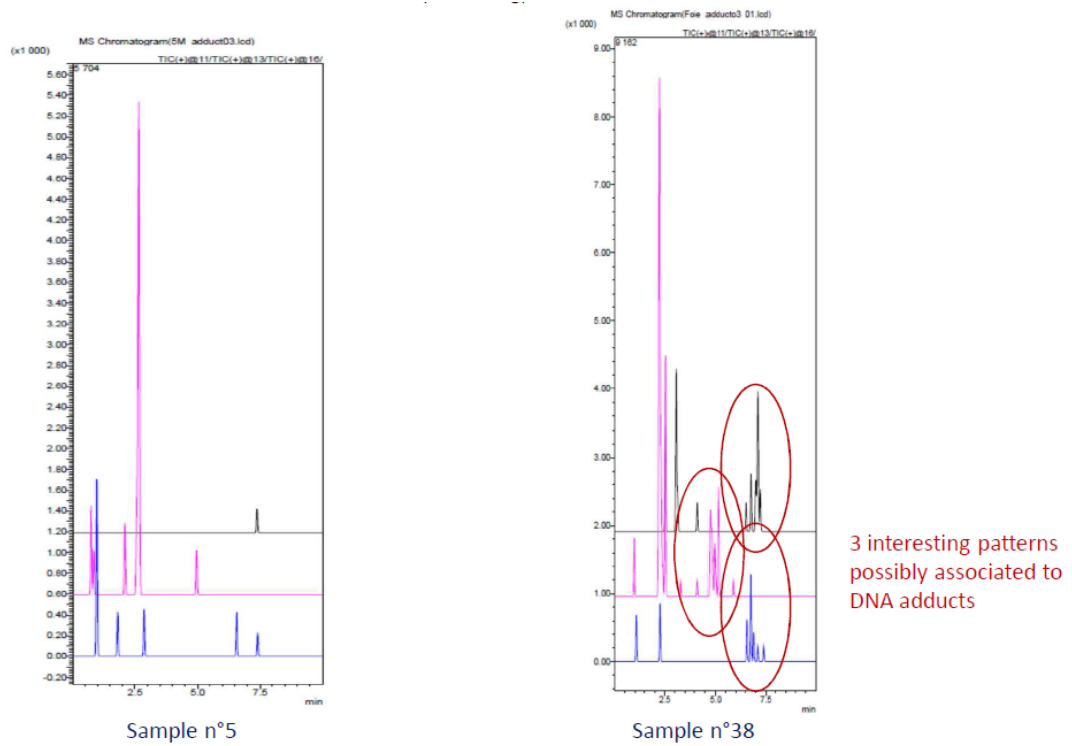 MS Chromatogram(5M adduct03.lcd)
(x1 000)
TIC(+)@11/TIC(+)@13/TIC(+)@16/
5 704
5.60
5.40
5.20
5.00
4.80
4.60
4.40
4.20
4.00
3.80
3.60
3.40
3.20
3.00
2.80
2.60
2.40
2.20
2.00
1.80
1.60
1.40
1.20
1.00
0.80
0.60
0.40
0.20
0.00
-0.20
2.5 5.0 7.5
min
Sample n°5
MS Chromatogram(Foie adducto3 01.lcd)
(x1 000)
TIC(+)@11/TIC(+)@13/TIC(+)@16/
9 162
9.00
8.00
7.00
6.00
5.00
4.00
3.00
2.00
1.00
0.00
2.5 5.0 7.5
min
Sample n°38
3 interesting patterns
possibly associated to
DNA adducts